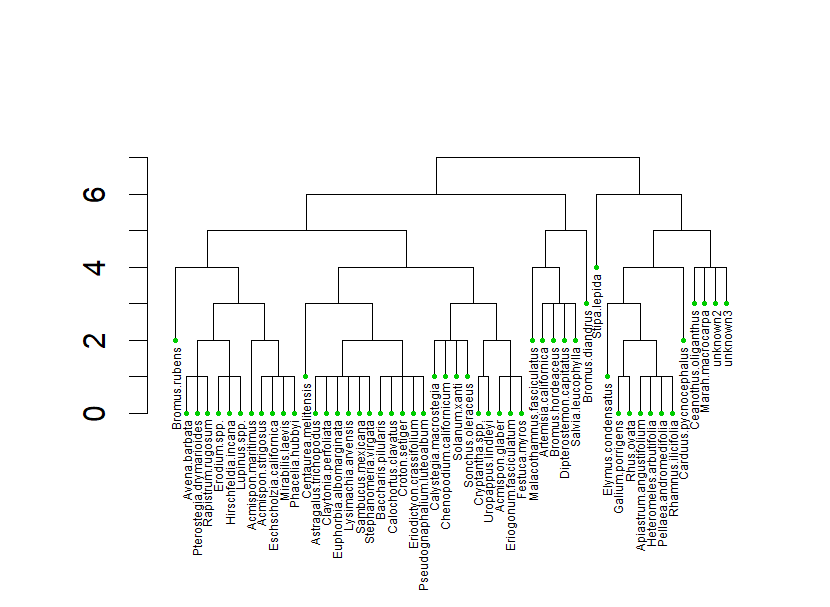 6
4
2
0
Bromus.rubens
Avena.barbata
Pterostegia.drymarioides
Rapistrum.rugosum
Erodium.spp.
Hirschfeldia.incana
Lupinus.spp.
Acmispon.maritimus
Acmispon.strigosus
Eschscholzia.californica
Mirabilis.laevis
Phacelia.hubbyi
Centaurea.melitensis
Astragalus.trichopodus
Claytonia.perfoliata
Euphorbia.albomarginata
Lysimachia.arvensis
Sambucus.mexicana
Stephanomeria.virgata
Baccharis.pilularis
Calochortus.clavatus
Croton.setiger
Eriodictyon.crassifolium
Pseudognaphalium.luteoalbum
Calystegia.macrostegia
Chenopodium.californicum
Solanum.xanti
Sonchus.oleraceus
Cryptantha.spp.
Uropappus.lindleyi
Acmispon.glaber
Eriogonum.fasciculatum
Festuca.myros
Malacothamnus.fasciculatus
Artemisia.californica
Bromus.hordeaceus
Dipterostemon.capitatus
Salvia.leucophylla
Bromus.diandrus
Stipa.lepida
Elymus.condensatus
Galium.porrigens
Rhus.ovata
Apiastrum.angustifolium
Heteromeles.arbutifolia
Pellaea.andromedifolia
Rhamnus.ilicifolia
Carduus.pycnocephalus
Ceanothus.oliganthus
Marah.macrocarpa
unknown2
unknown3